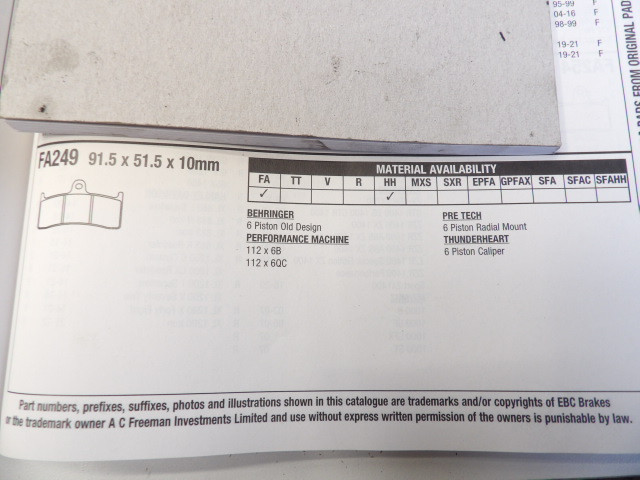 95-99 F
04-16 F
98-99 F
19-21 F
19-21 F
PADS FROM ORIGINAL PAD
FA249 91.5 x 51.5 x 10mm
MATERIAL AVAILABILITY
FA TT V R HH MXS SXR EPFA GPFAX SFA SFAC SFAHH
✓ ✓
BEHRINGER
6 Piston Old Design
PERFORMANCE MACHINE
112 x 6B
112 x 6QC
PRE TECH
6 Piston Radial Mount
THUNDERHEART
6 Piston Caliper
Part numbers, prefixes, suffixes, photos and illustrations shown in this catalogue are trademarks and/or copyrights of EBC Brakes
or the trademark owner A C Freeman Investments Limited and use without express written permission of the owners is punishable by law.